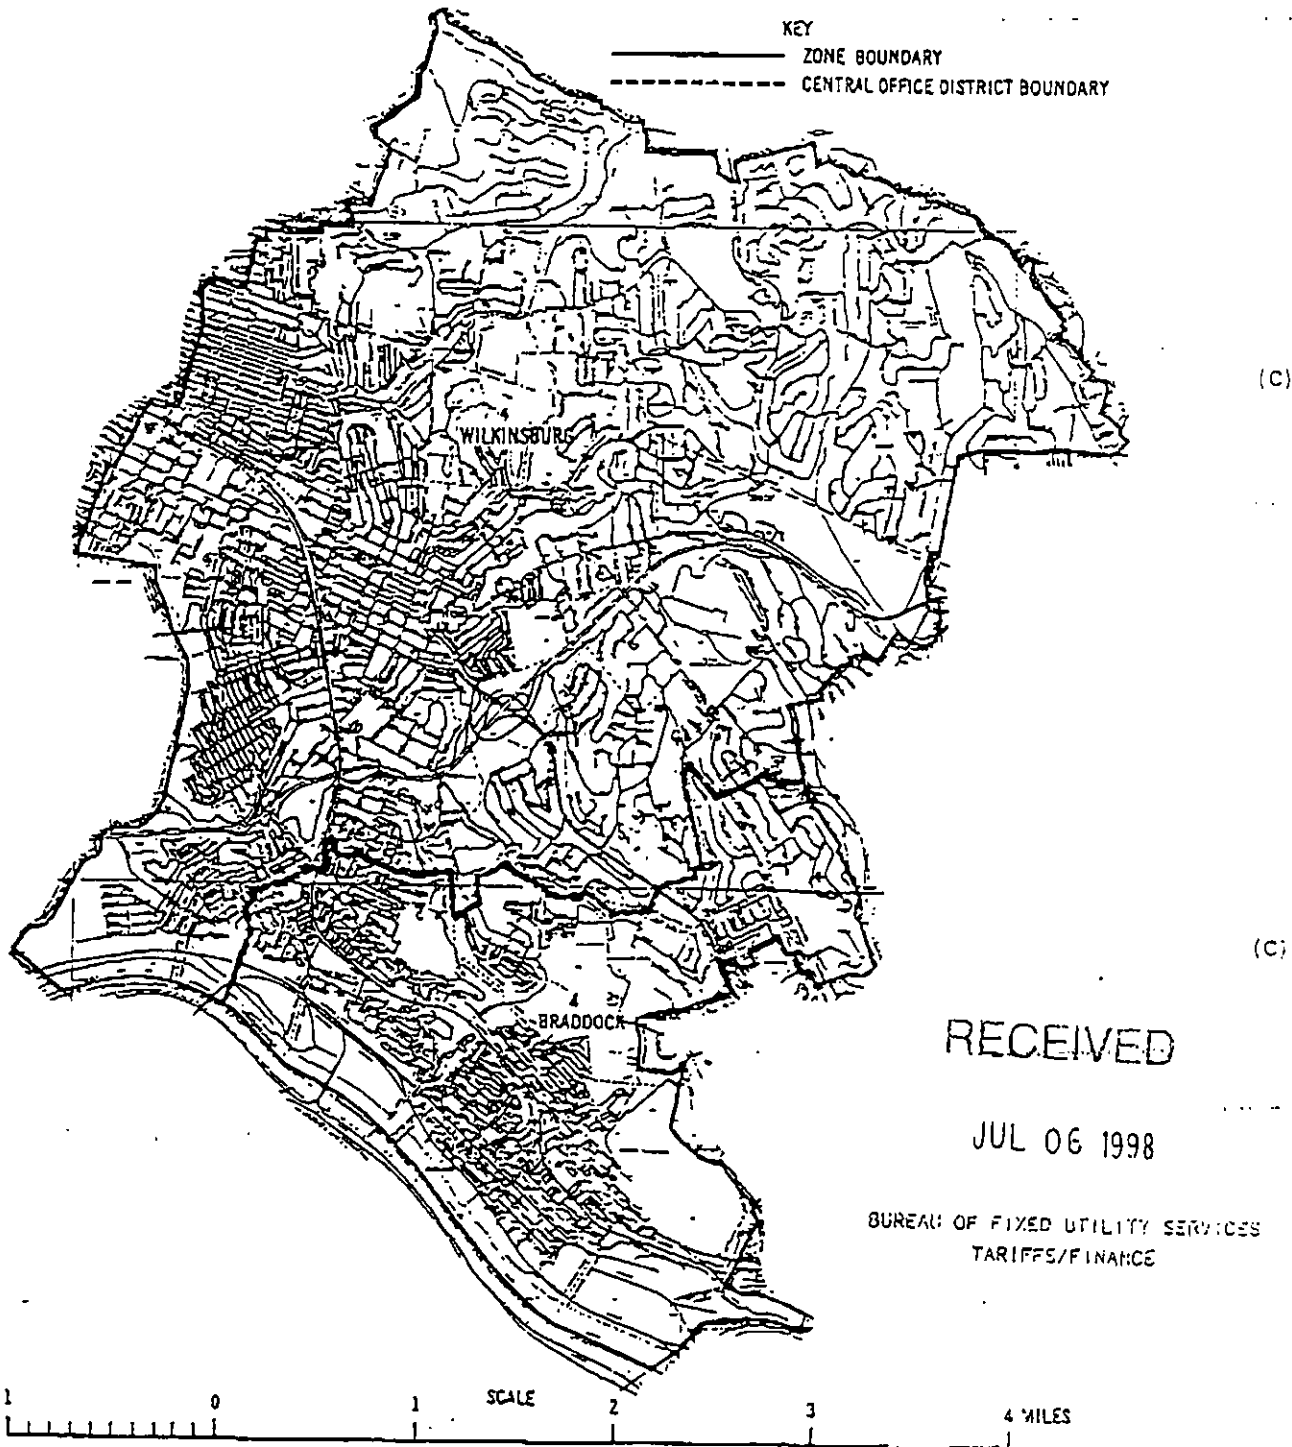 KEY
ZONE BOUNDARY
CENTRAL OFFICE DISTRICT BOUNDARY
(C)
4
WILKINSBURG
(C)
4
BRADDOCK
RECEIVED
JUL 06 1998
BUREAU OF FIXED UTILITY SERVICES
TARIFFS/FINANCE
1 0 1 SCALE 2 3 4 MILES